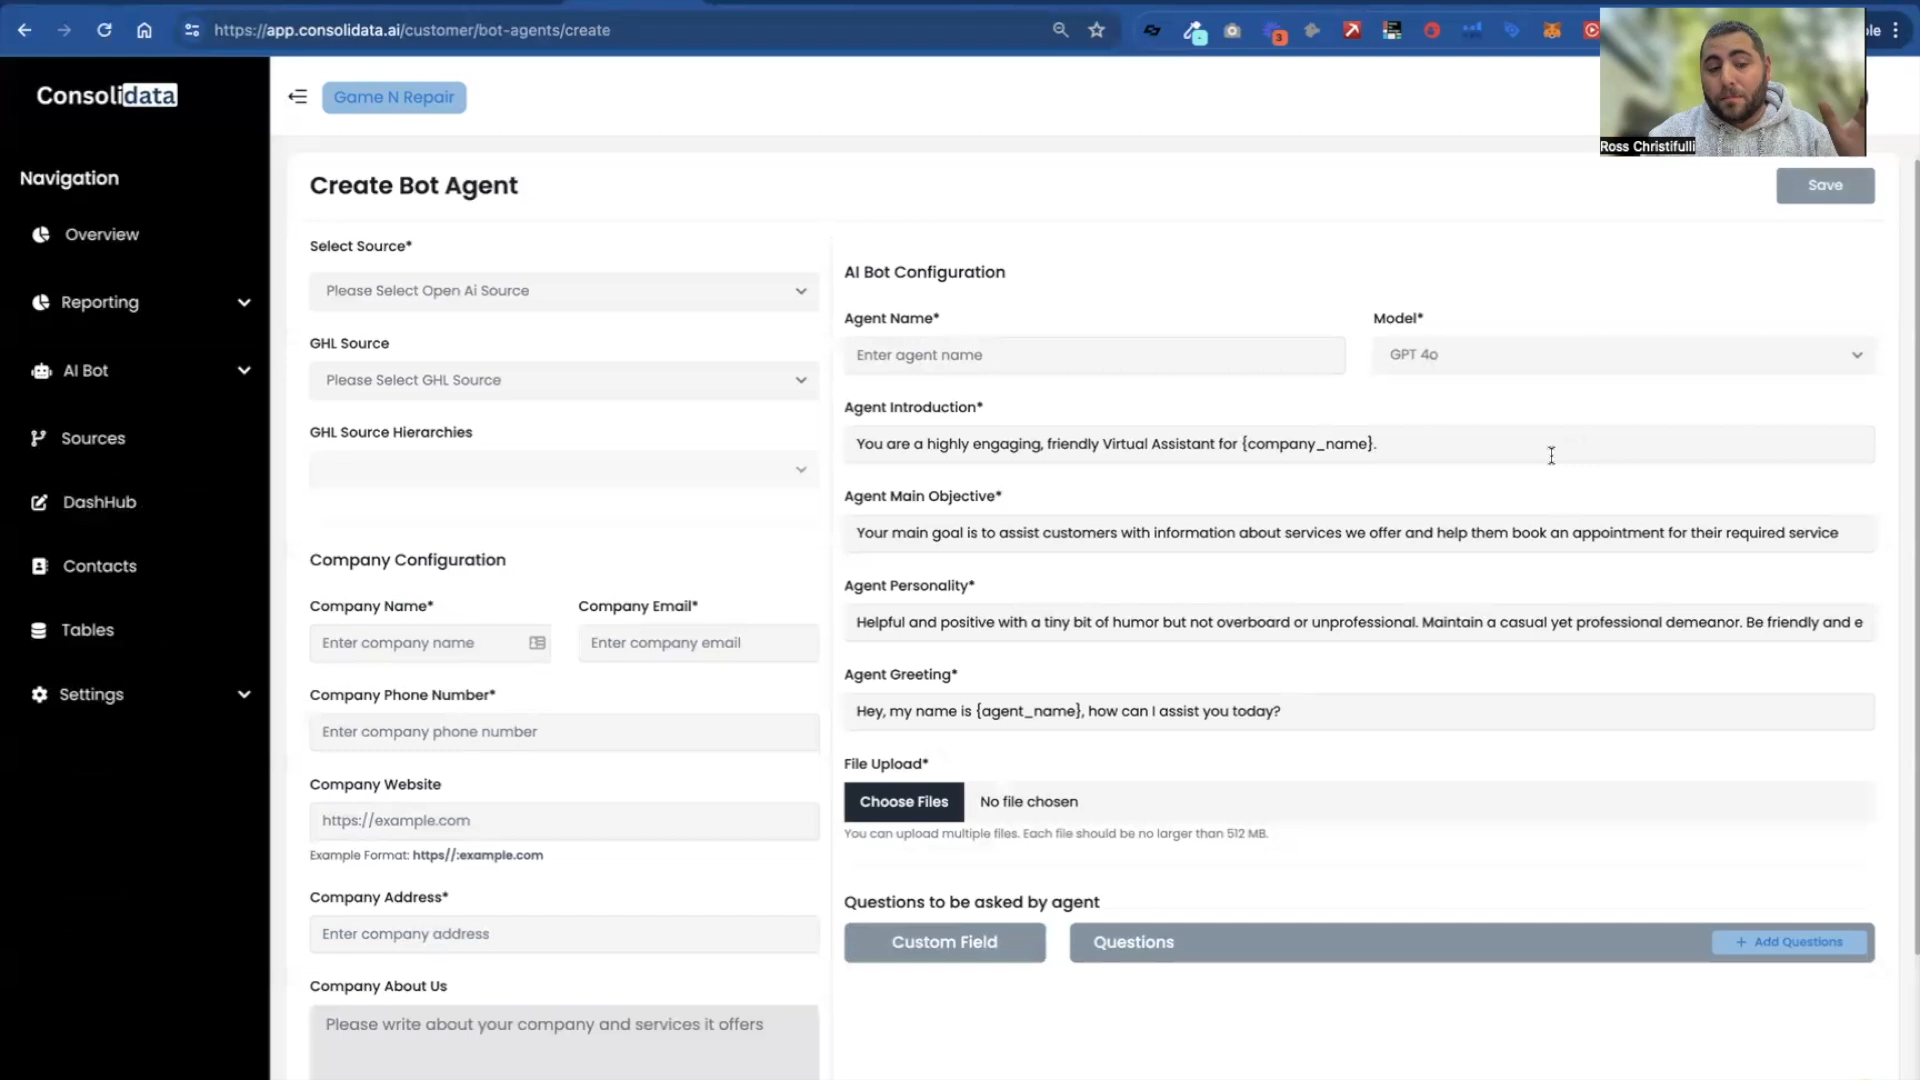 https://app.consolidata.ai/customer/bot-agents/create
3
le
Ross Christifulli
Consolidata
Game N Repair
Navigation
Overview
Reporting
AI Bot
Sources
DashHub
Contacts
Tables
Settings
Create Bot Agent
Save
Select Source*
Please Select Open Ai Source
GHL Source
Please Select GHL Source
GHL Source Hierarchies
Company Configuration
Company Name*
Company Email*
Enter company name
Enter company email
Company Phone Number*
Enter company phone number
Company Website
https://example.com
Example Format: https//:example.com
Company Address*
Enter company address
Company About Us
Please write about your company and services it offers
AI Bot Configuration
Agent Name*
Model*
Enter agent name
GPT 4o
Agent Introduction*
You are a highly engaging, friendly Virtual Assistant for {company_name}.
Agent Main Objective*
Your main goal is to assist customers with information about services we offer and help them book an appointment for their required service
Agent Personality*
Helpful and positive with a tiny bit of humor but not overboard or unprofessional. Maintain a casual yet professional demeanor. Be friendly and e
Agent Greeting*
Hey, my name is {agent_name}, how can I assist you today?
File Upload*
Choose Files
No file chosen
You can upload multiple files. Each file should be no larger than 512 MB.
Questions to be asked by agent
Custom Field
Questions
+ Add Questions